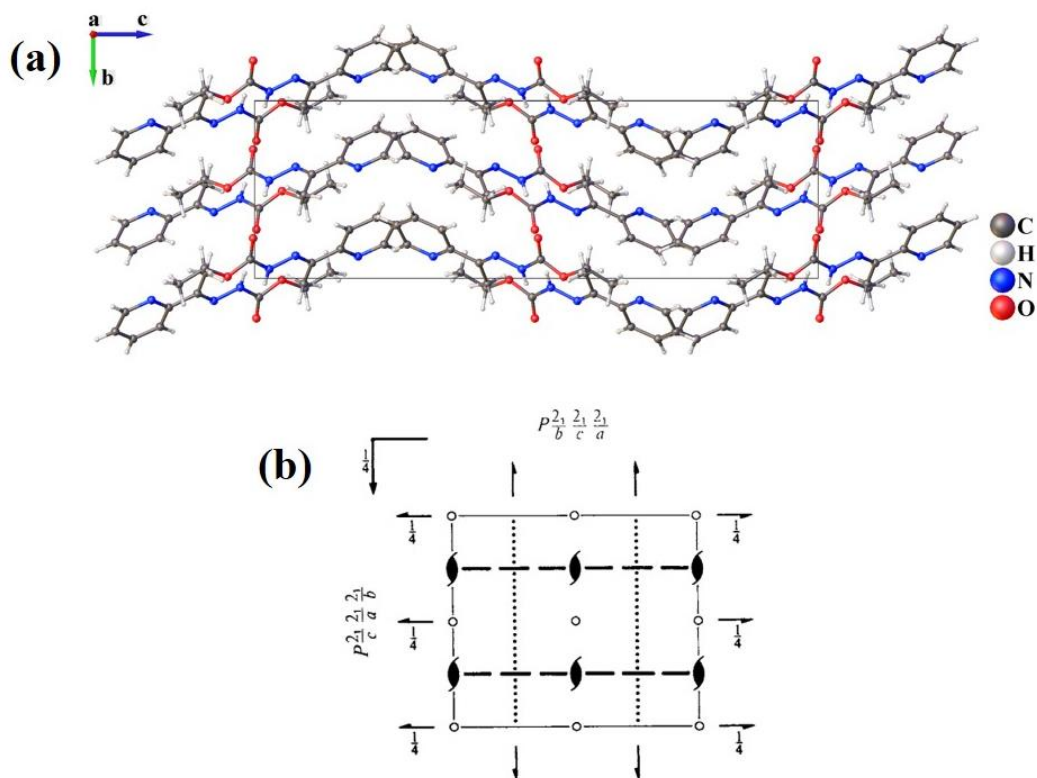 (a)
a c
b
C
H
N
O
(b)
1/4
P 2₁/b 2₁/c 2₁/a
1/4 1/4
P 2₁/c 2₁/a 2₁/b
1/4 1/4
1/4 1/4